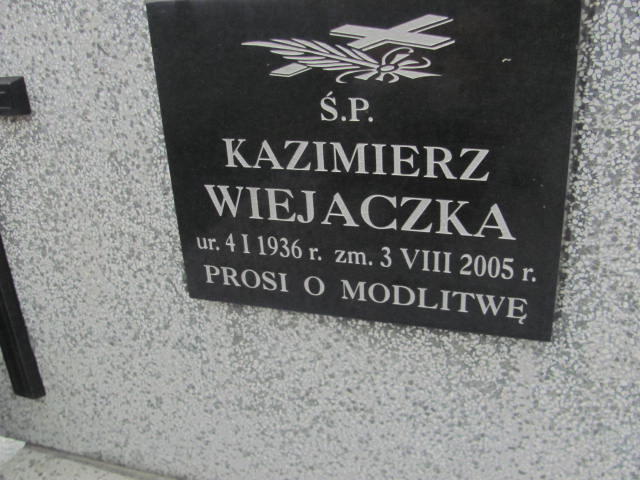 Ś.P.
KAZIMIERZ
WIEJACZKA
ur. 4 I 1936 r. zm. 3 VIII 2005 r.
PROSI O MODLITWĘ